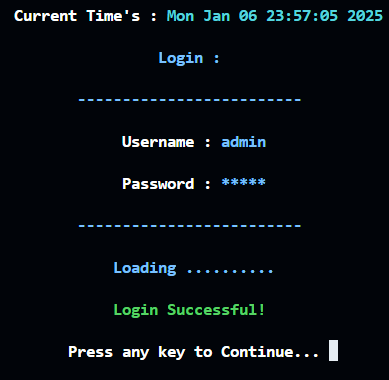 Current Time's : Mon Jan 06 23:57:05 2025
Login :
-------------------------
Username : admin
Password : *****
-------------------------
Loading ..........
Login Successful!
Press any key to Continue...